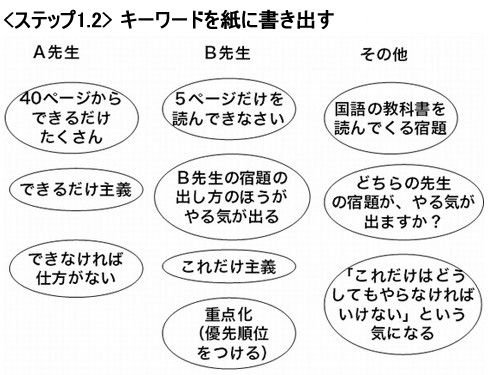 <ステップ1.2> キーワードを紙に書き出す
A先生
40ページから
できるだけ
たくさん
できるだけ主義
できなければ
仕方がない
B先生
5ページだけを
読んできなさい
B先生の宿題の
出し方のほうが
やる気が出る
これだけ主義
重点化
(優先順位
をつける)
その他
国語の教科書を
読んでくる宿題
どちらの先生
の宿題が、やる気が
出ますか？
「これだけはどう
してもやらなければ
いけない」という
気になる